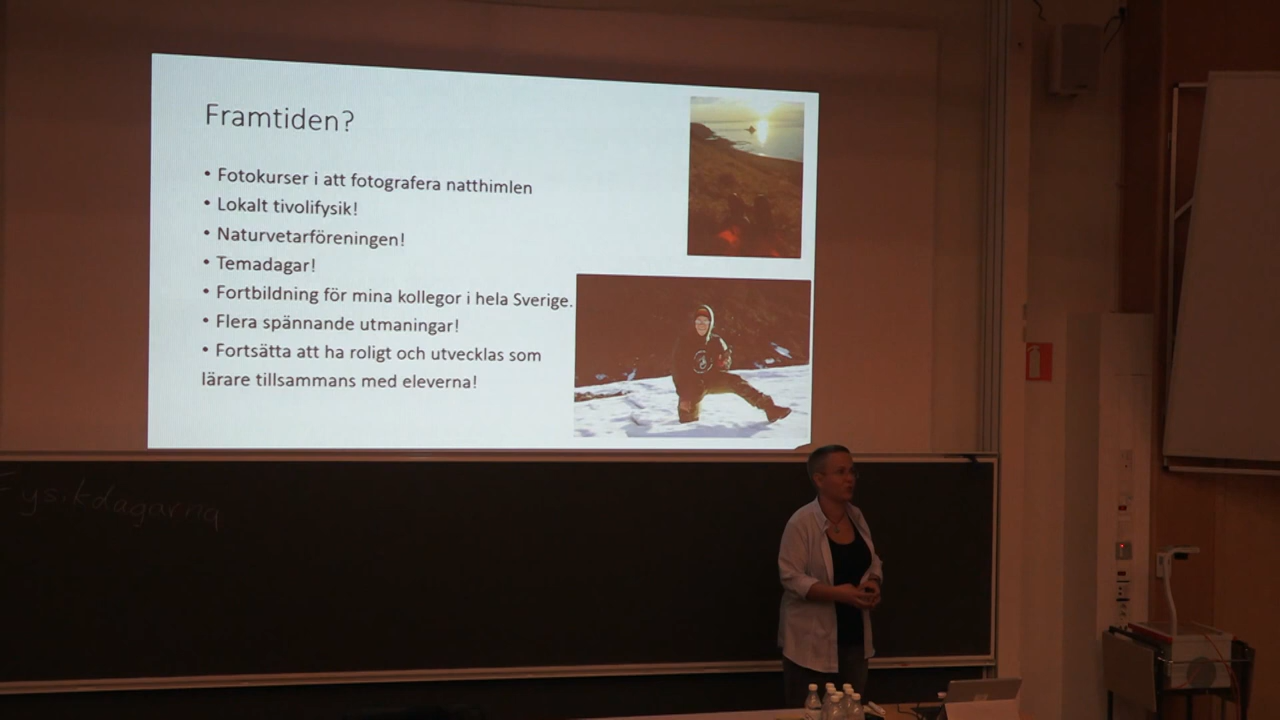 Framtiden?
• Fotokurser i att fotografera natthimlen
• Lokalt tivolifysik!
• Naturvetarföreningen!
• Temadagar!
• Fortbildning för mina kollegor i hela Sverige.
• Flera spännande utmaningar!
• Fortsätta att ha roligt och utvecklas som
lärare tillsammans med eleverna!
Fysikdagarna